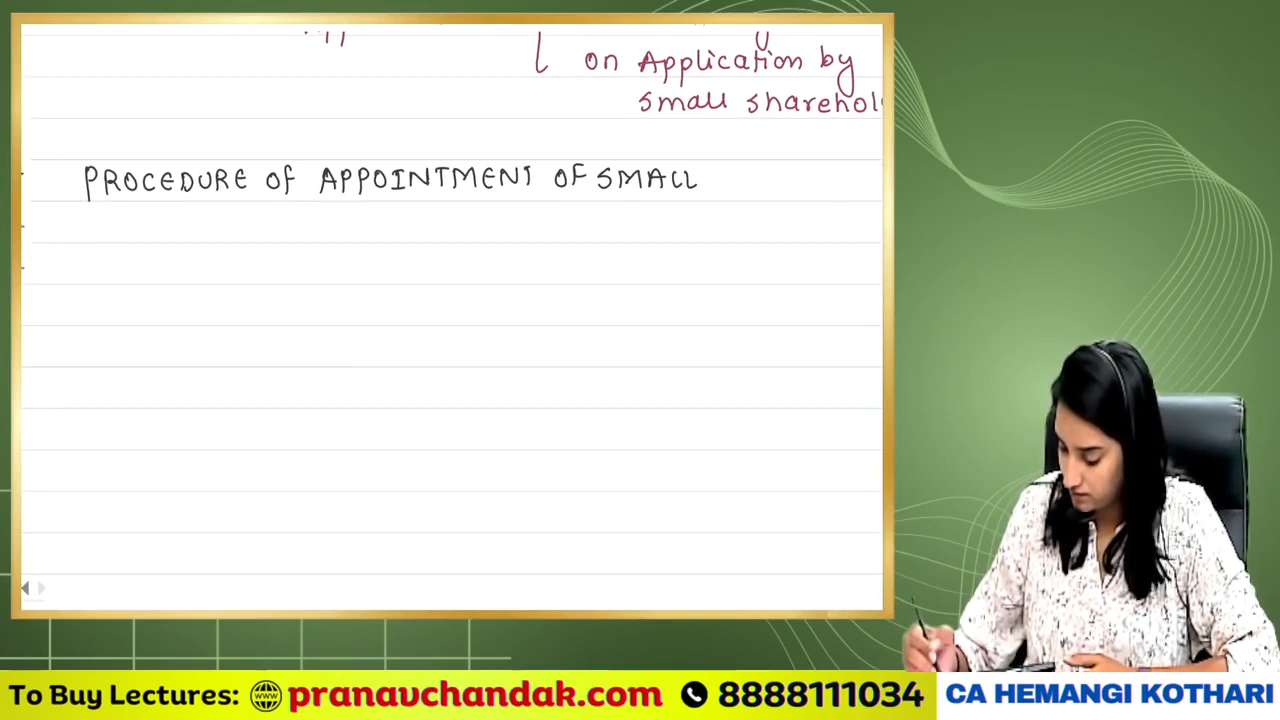 on Application by
small sharehol
PROCEDURE OF APPOINTMENT OF SMALL
To Buy Lectures: www pranavchandak.com 8888111034 CA HEMANGI KOTHARI